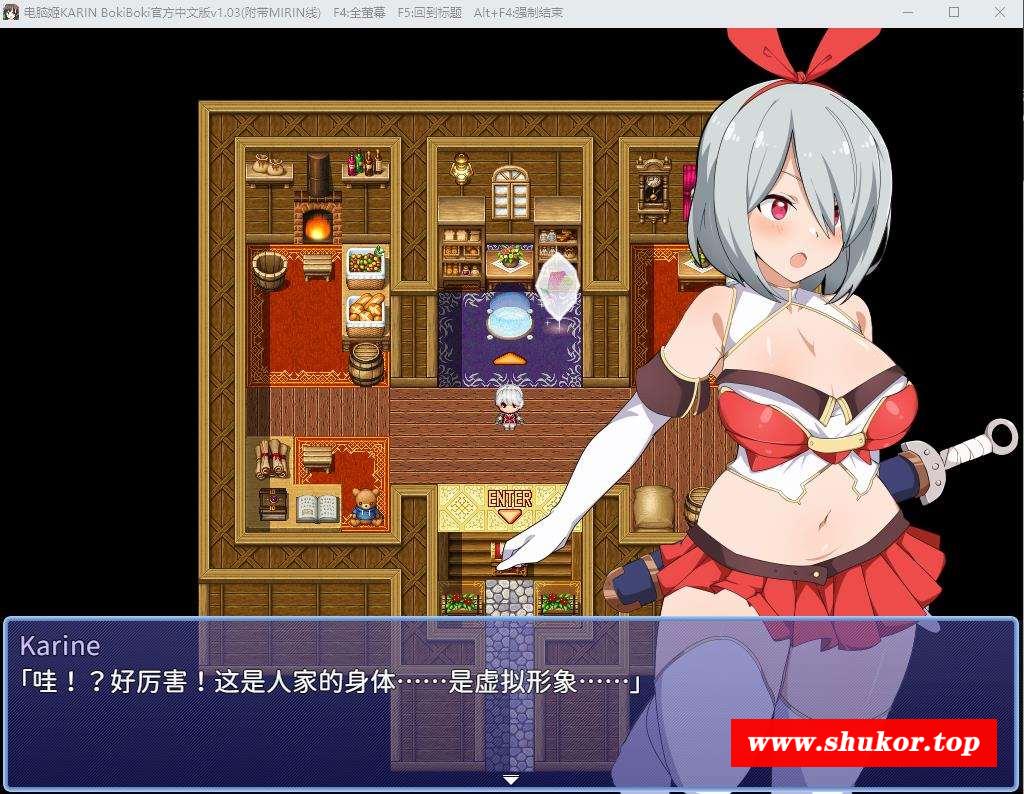 电脑姬KARIN BokiBoki官方中文版v1.03(附带MIRIN线) F4:全萤幕 F5:回到标题 Alt+F4:强制结束
ENTER
Karine
「哇！？好厉害！这是人家的身体……是虚拟形象……」
www.shukor.top